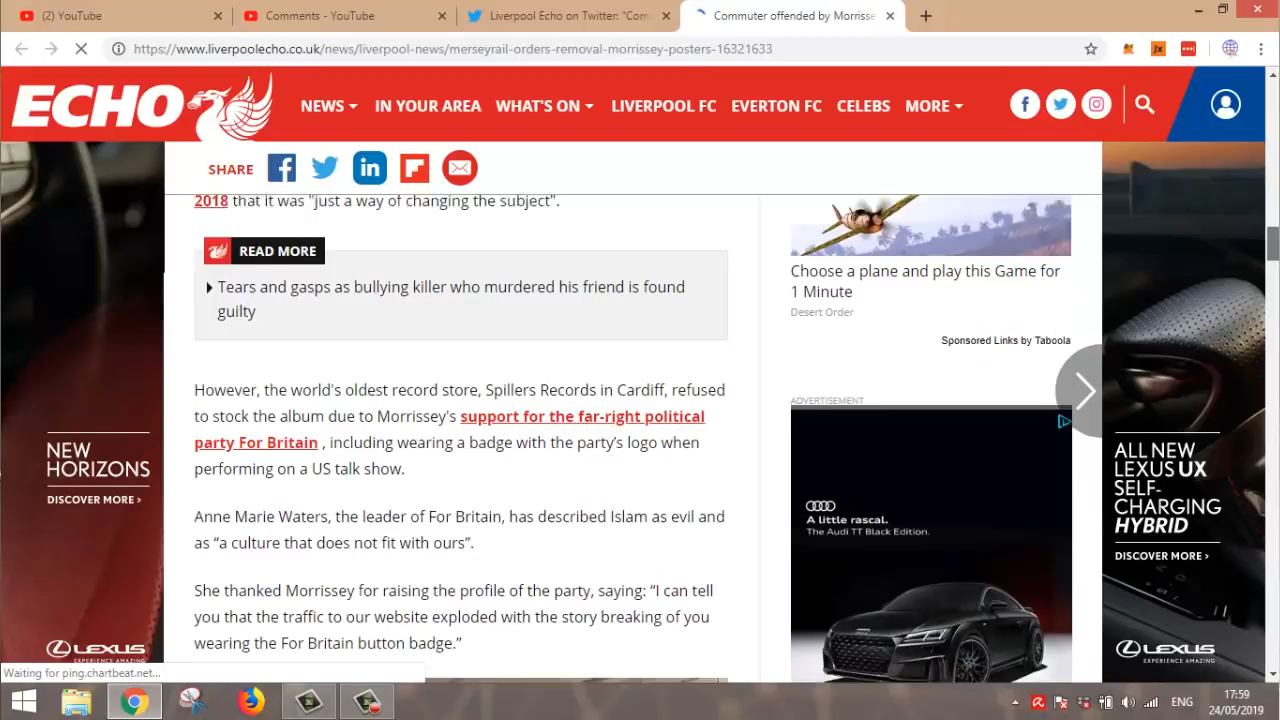 (2) YouTube
Comments - YouTube
Liverpool Echo on Twitter: "Com
Commuter offended by Morrisse
https://www.liverpoolecho.co.uk/news/liverpool-news/merseyrail-orders-removal-morrissey-posters-16321633
ECHO
NEWS
IN YOUR AREA
WHAT'S ON
LIVERPOOL FC
EVERTON FC
CELEBS
MORE
SHARE
2018 that it was "just a way of changing the subject".
READ MORE
Tears and gasps as bullying killer who murdered his friend is found
guilty
However, the world's oldest record store, Spillers Records in Cardiff, refused
to stock the album due to Morrissey's support for the far-right political
party For Britain , including wearing a badge with the party's logo when
performing on a US talk show.
Anne Marie Waters, the leader of For Britain, has described Islam as evil and
as “a culture that does not fit with ours”.
She thanked Morrissey for raising the profile of the party, saying: “I can tell
you that the traffic to our website exploded with the story breaking of you
wearing the For Britain button badge.”
Choose a plane and play this Game for
1 Minute
Desert Order
Sponsored Links by Taboola
ADVERTISEMENT
A little rascal.
The Audi TT Black Edition.
NEW
HORIZONS
DISCOVER MORE >
LEXUS
EXPERIENCE AMAZING
ALL NEW
LEXUS UX
SELF-
CHARGING
HYBRID
DISCOVER MORE >
LEXUS
EXPERIENCE AMAZING
Waiting for ping.chartbeat.net...
ENG
17:59
24/05/2019